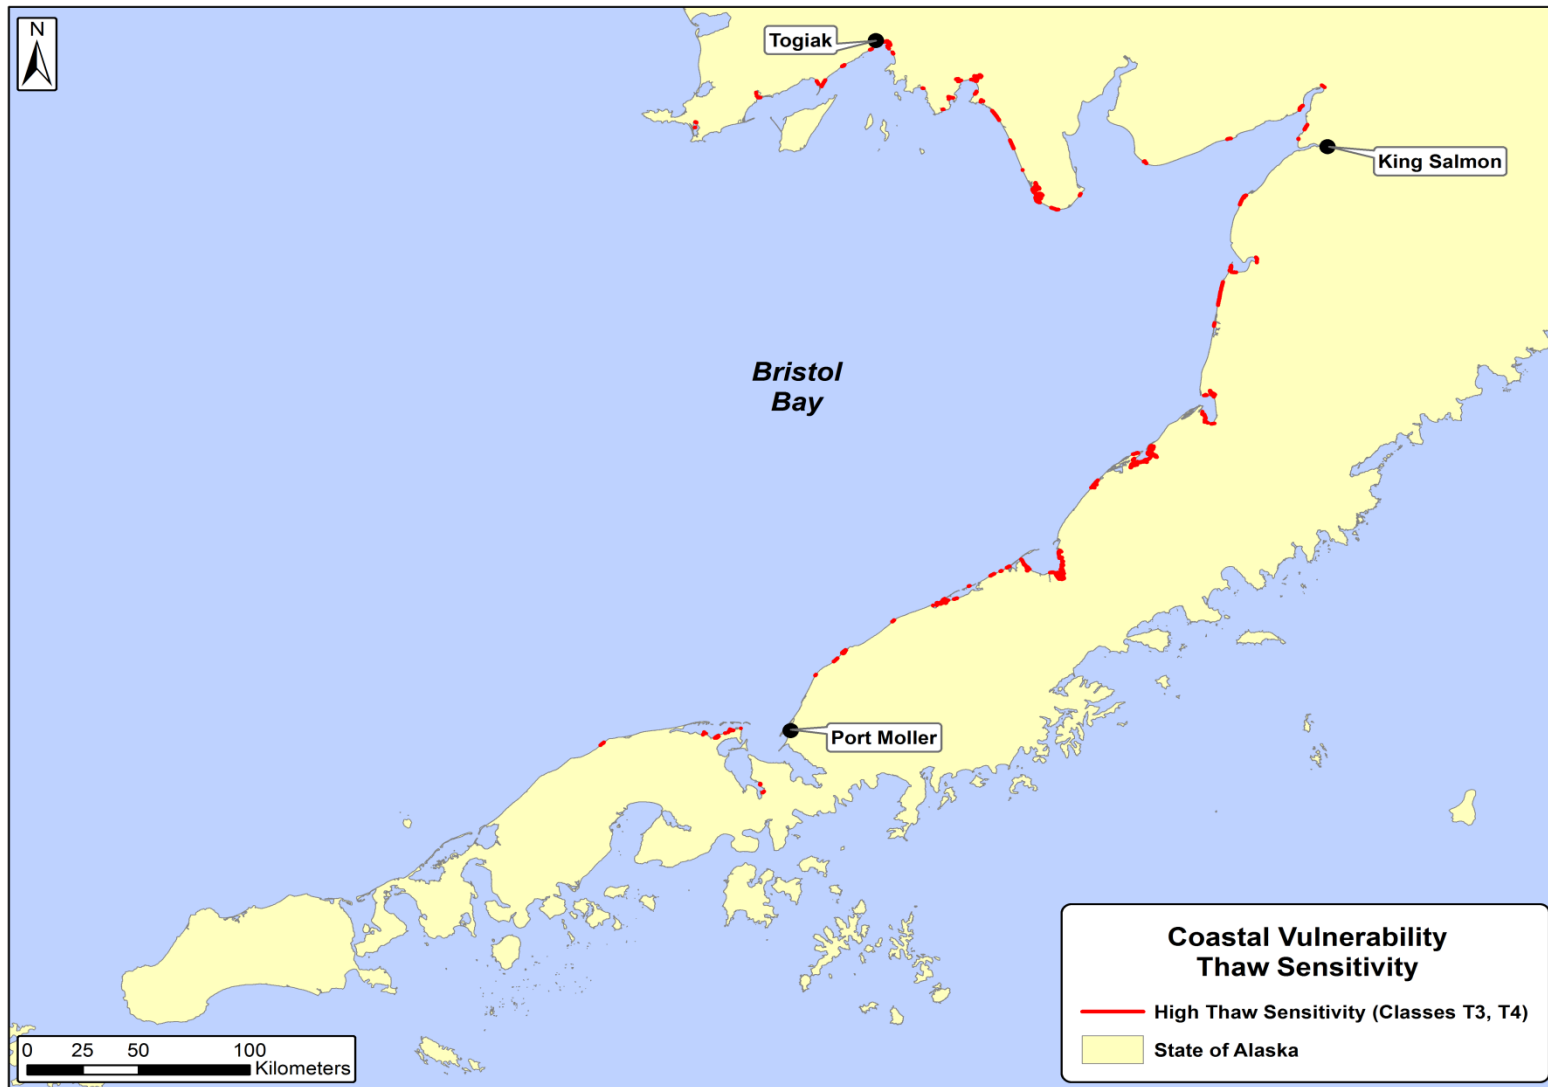 N
Togiak
King Salmon
Bristol
Bay
Port Moller
Coastal Vulnerability
Thaw Sensitivity
High Thaw Sensitivity (Classes T3, T4)
State of Alaska
0 25 50 100
Kilometers